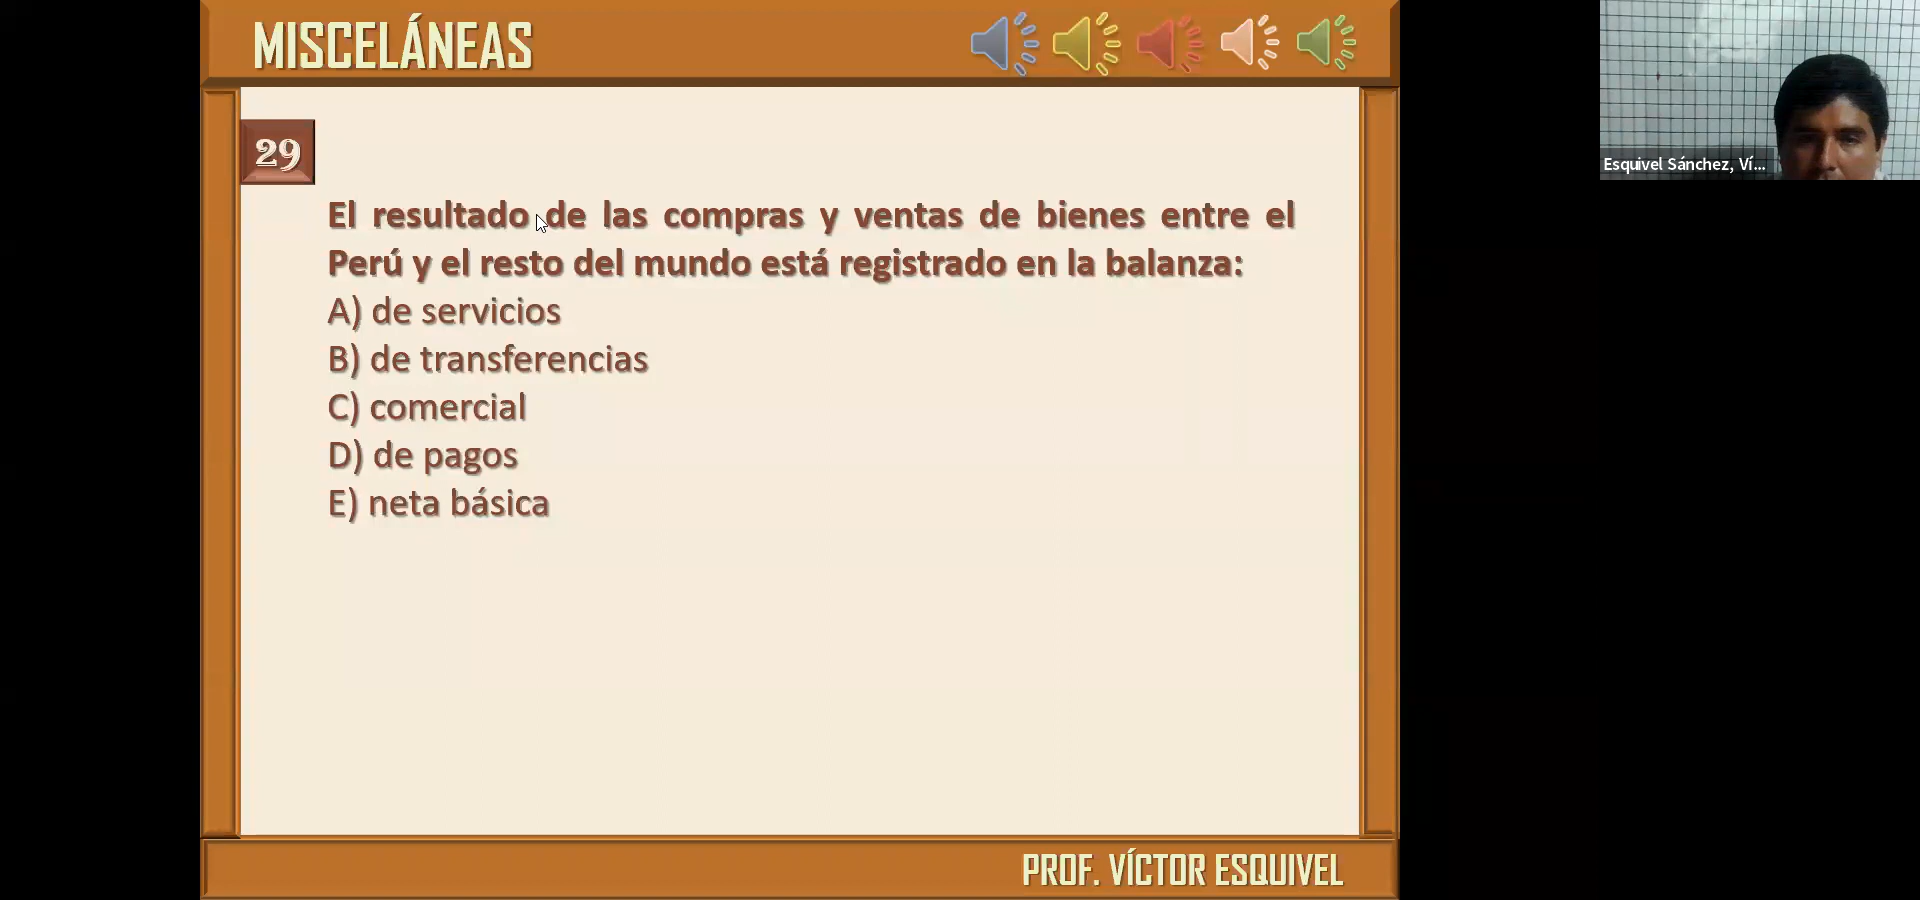 MISCELÁNEAS
29
El resultado de las compras y ventas de bienes entre el
Perú y el resto del mundo está registrado en la balanza:
A) de servicios
B) de transferencias
C) comercial
D) de pagos
E) neta básica
PROF. VÍCTOR ESQUIVEL
Esquivel Sánchez, Ví...